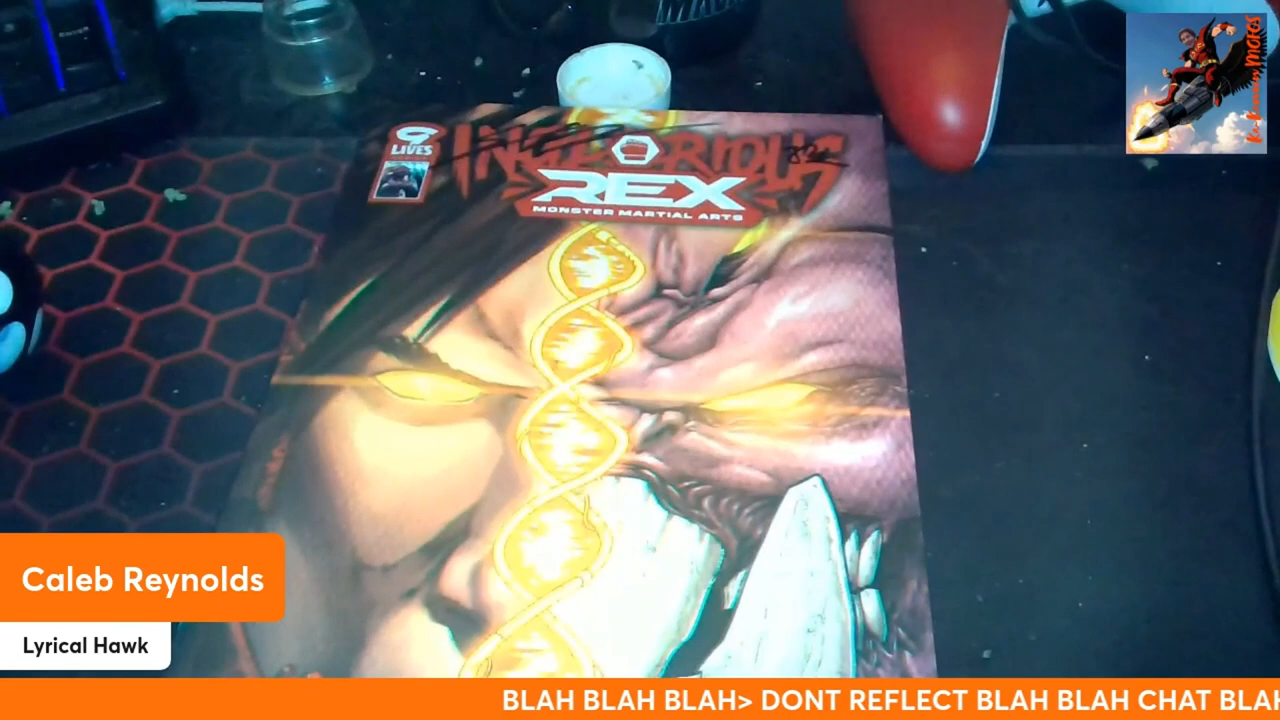 9
LIVES
INGLORIOUS
REX
MONSTER MARTIAL ARTS
Caleb Reynolds
Lyrical Hawk
BLAH BLAH BLAH> DONT REFLECT BLAH BLAH CHAT BLAH